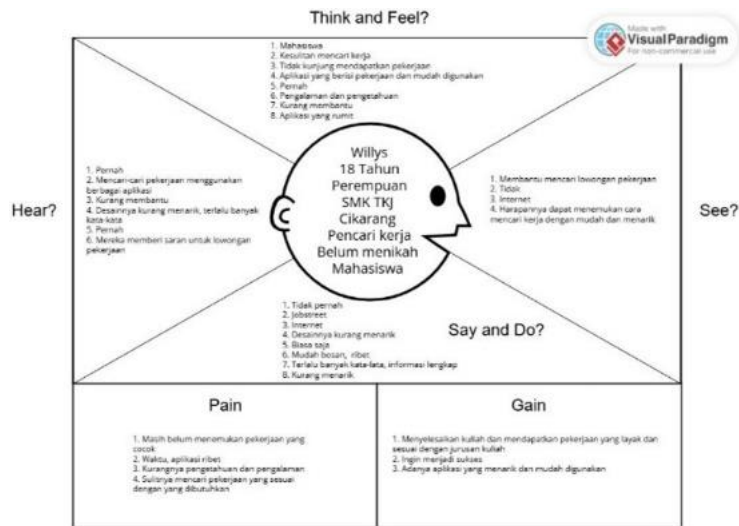 Think and Feel?
Made with
Visual Paradigm
For non-commercial use
1. Mahasiswa
2. Kesulitan mencari kerja
3. Tidak kunjung mendapatkan pekerjaan
4. Aplikasi yang berisi pekerjaan dan mudah digunakan
5. Pernah
6. Pengalaman dan pengetahuan
7. Kurang membantu
8. Aplikasi yang rumit
Hear?
1. Pernah
2. Mencari-cari pekerjaan menggunakan
berbagai aplikasi
3. Kurang membantu
4. Desainnya kurang menarik, terlalu banyak
kata-kata
5. Pernah
6. Mereka memberi saran untuk lowongan
pekerjaan
Willys
18 Tahun
Perempuan
SMK TKJ
Cikarang
Pencari kerja
Belum menikah
Mahasiswa
1. Membantu mencari lowongan pekerjaan
2. Tidak
3. Internet
4. Harapannya dapat menemukan cara
mencari kerja dengan mudah dan menarik
See?
1. Tidak pernah
2. Jobstreet
3. Internet
4. Desainnya kurang menarik
5. Biasa saja
6. Mudah bosan, ribet
7. Terlalu banyak kata-lata, informasi lengkap
8. Kurang menarik
Say and Do?
Pain
1. Masih belum menemukan pekerjaan yang
cocok
2. Waktu, aplikasi ribet
3. Kurangnya pengetahuan dan pengalaman
4. Sulitnya mencari pekerjaan yang sesuai
dengan yang dibutuhkan
Gain
1. Menyelesaikan kuliah dan mendapatkan pekerjaan yang layak dan
sesuai dengan jurusan kuliah
2. Ingin menjadi sukses
3. Adanya aplikasi yang menarik dan mudah digunakan